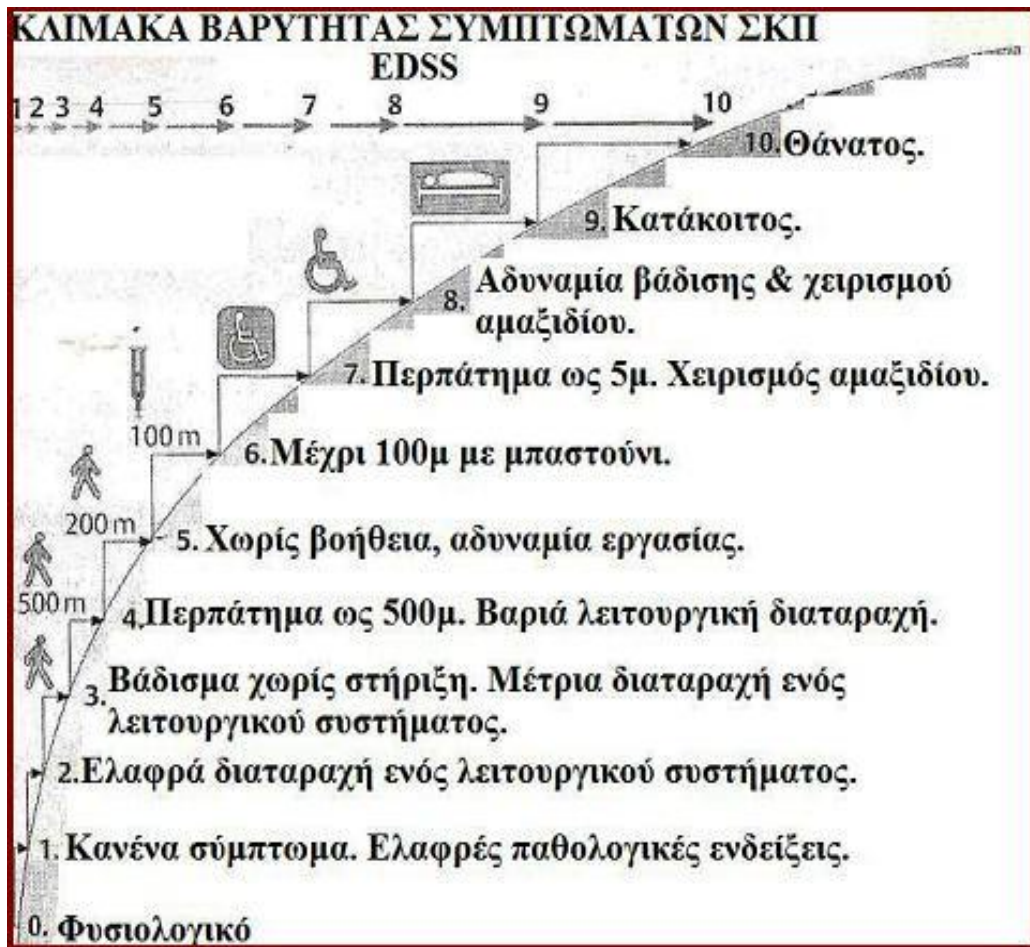 ΚΛΙΜΑΚΑ ΒΑΡΥΤΗΤΑΣ ΣΥΜΠΤΩΜΑΤΩΝ ΣΚΠ
EDSS
1 2 3 4 5 6 7 8 9 10
10. Θάνατος.
9. Κατάκοιτος.
8. Αδυναμία βάδισης & χειρισμού
αμαξιδίου.
7. Περπάτημα ως 5μ. Χειρισμός αμαξιδίου.
100 m
6. Μέχρι 100μ με μπαστούνι.
200 m
5. Χωρίς βοήθεια, αδυναμία εργασίας.
500 m
4. Περπάτημα ως 500μ. Βαριά λειτουργική διαταραχή.
3. Βάδισμα χωρίς στήριξη. Μέτρια διαταραχή ενός
λειτουργικού συστήματος.
2. Ελαφρά διαταραχή ενός λειτουργικού συστήματος.
1. Κανένα σύμπτωμα. Ελαφρές παθολογικές ενδείξεις.
0. Φυσιολογικό